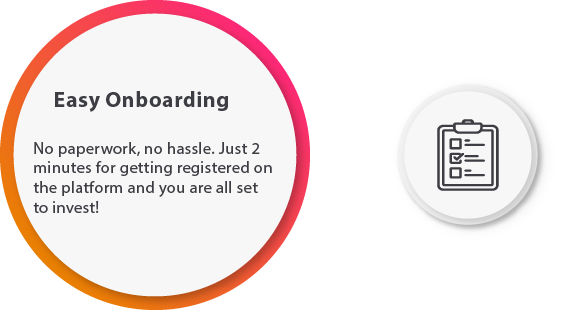 Easy Onboarding
No paperwork, no hassle. Just 2
minutes for getting registered on
the platform and you are all set
to invest!